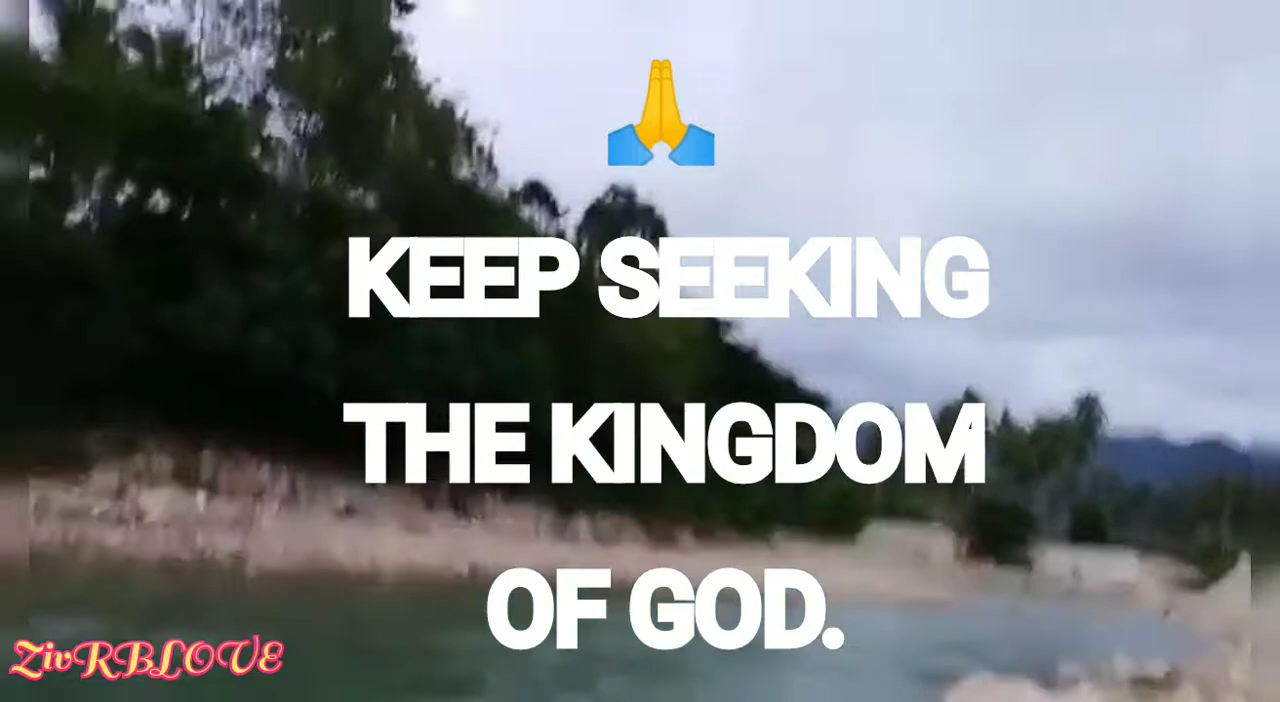 🙏
KEEP SEEKING
THE KINGDOM
OF GOD.
ZivRBLOVE